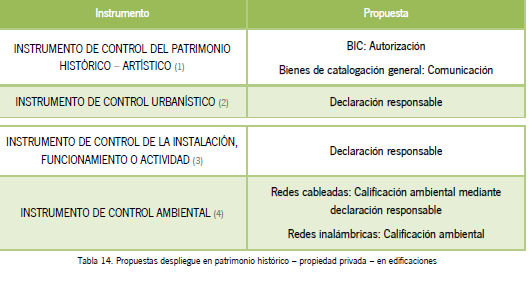 Instrumento
Propuesta
INSTRUMENTO DE CONTROL DEL PATRIMONIO
HISTÓRICO – ARTÍSTICO (1)
BIC: Autorización
Bienes de catalogación general: Comunicación
INSTRUMENTO DE CONTROL URBANÍSTICO (2)
Declaración responsable
INSTRUMENTO DE CONTROL DE LA INSTALACIÓN,
FUNCIONAMIENTO O ACTIVIDAD (3)
Declaración responsable
INSTRUMENTO DE CONTROL AMBIENTAL (4)
Redes cableadas: Calificación ambiental mediante
declaración responsable
Redes inalámbricas: Calificación ambiental
Tabla 14. Propuestas despliegue en patrimonio histórico – propiedad privada – en edificaciones